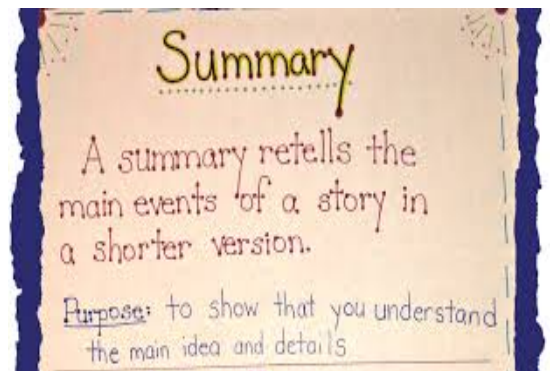 Summary
A summary retells the
main events of a story in
a shorter version.
Purpose: to show that you understand
the main idea and details